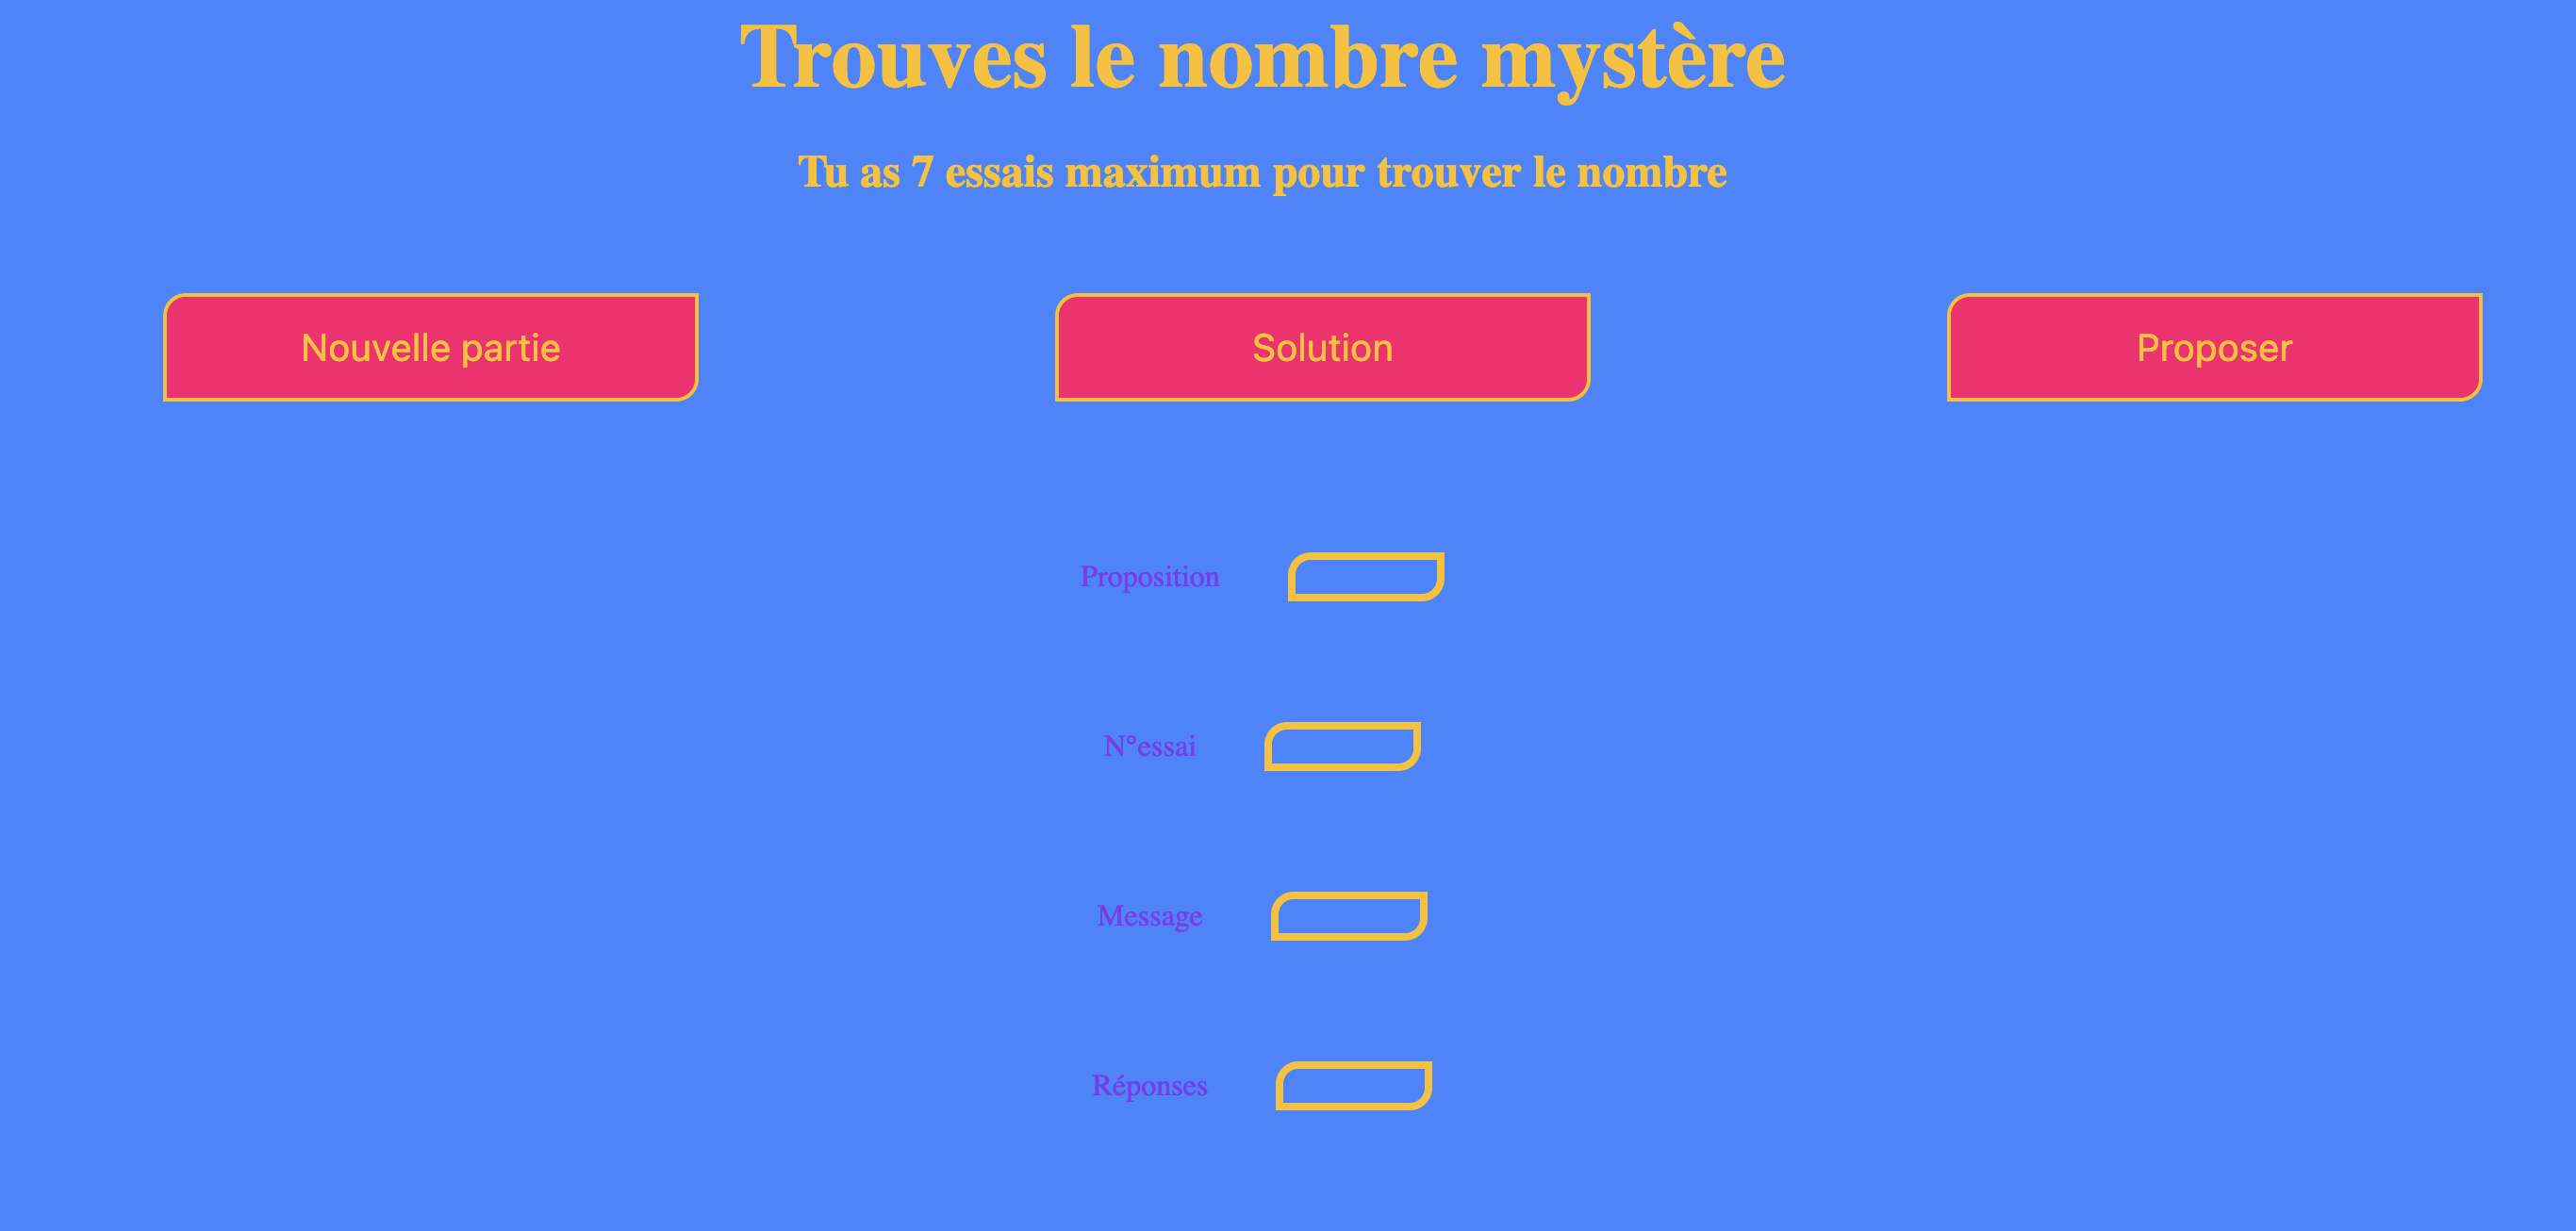 Trouves le nombre mystère
Tu as 7 essais maximum pour trouver le nombre
Nouvelle partie
Solution
Proposer
Proposition
N°essai
Message
Réponses